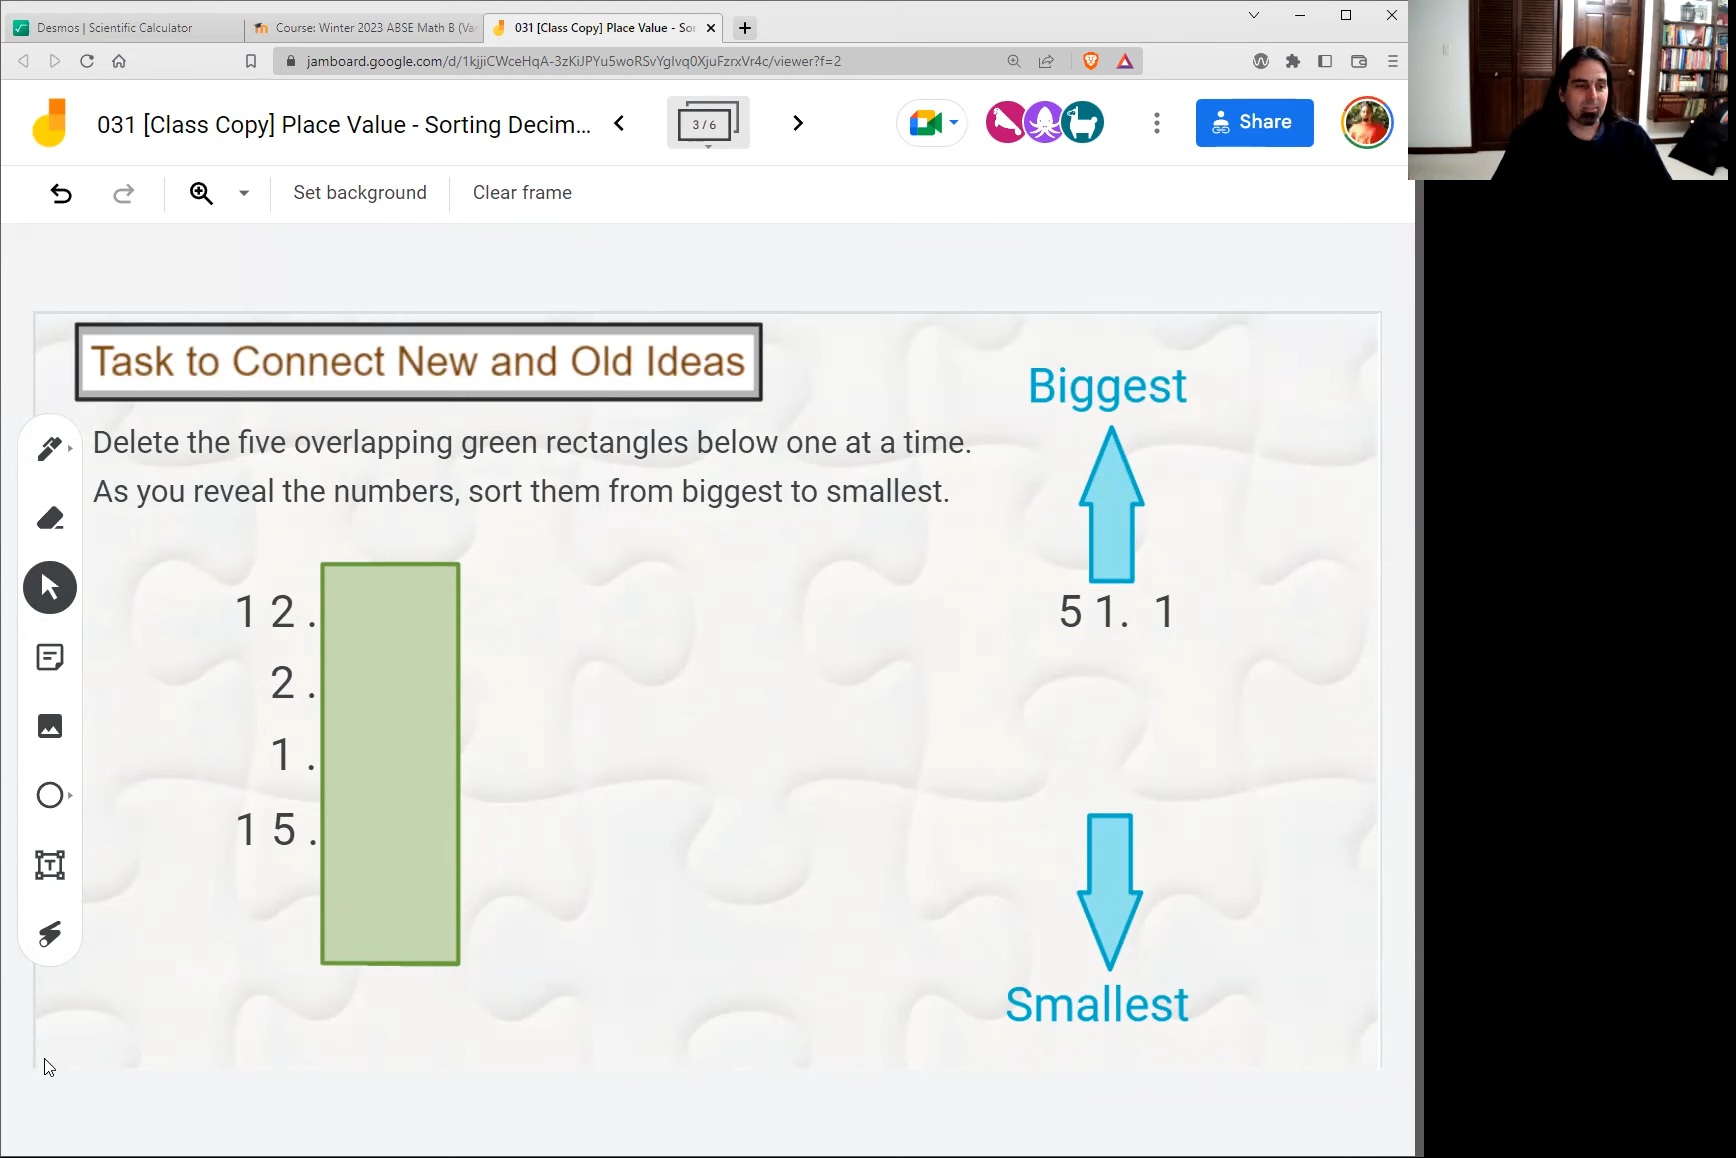 Desmos | Scientific Calculator
Course: Winter 2023 ABSE Math B (Va
031 [Class Copy] Place Value - Sor
jamboard.google.com/d/1kjjiCWceHqA-3zKiJPYu5woRSvYglvq0XjuFzrxVr4c/viewer?f=2
031 [Class Copy] Place Value - Sorting Decim...
3 / 6
Share
Set background
Clear frame
Task to Connect New and Old Ideas
Biggest
Delete the five overlapping green rectangles below one at a time.
As you reveal the numbers, sort them from biggest to smallest.
1 2 .
5 1. 1
2 .
1 .
1 5 .
Smallest